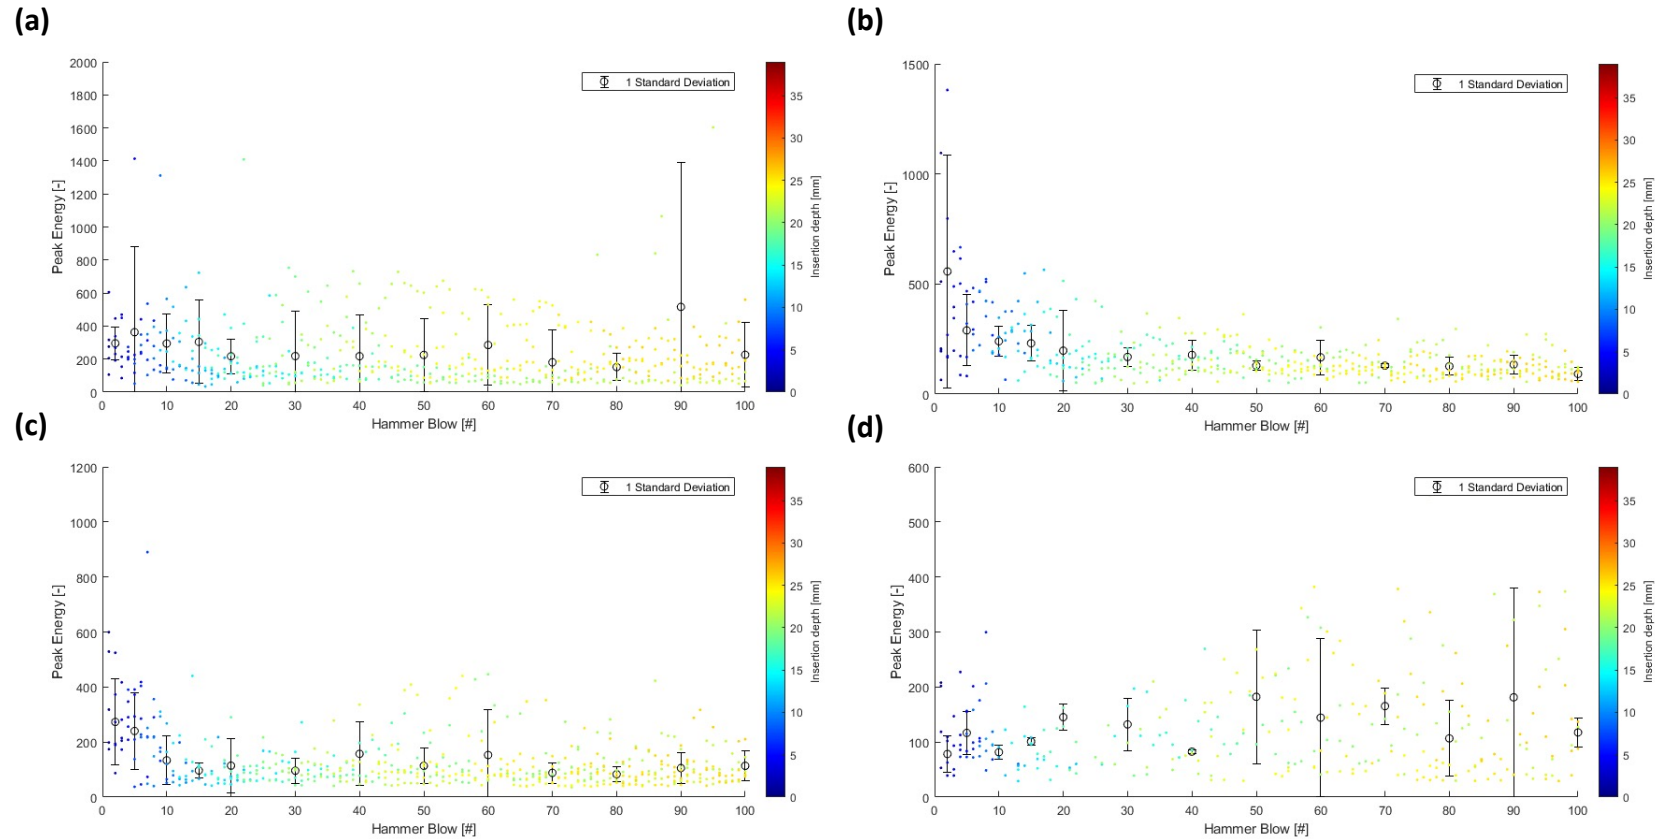 (a)
2000
1800
1600
1400
1200
1000
800
600
400
200
0
Peak Energy [-]
0 10 20 30 40 50 60 70 80 90 100
Hammer Blow [#]
1 Standard Deviation
35
30
25
20
15
10
5
0
Insertion depth [mm]
(b)
1500
1000
500
0
Peak Energy [-]
0 10 20 30 40 50 60 70 80 90 100
Hammer Blow [#]
1 Standard Deviation
35
30
25
20
15
10
5
0
Insertion depth [mm]
(c)
1200
1000
800
600
400
200
0
Peak Energy [-]
0 10 20 30 40 50 60 70 80 90 100
Hammer Blow [#]
1 Standard Deviation
35
30
25
20
15
10
5
0
Insertion depth [mm]
(d)
600
500
400
300
200
100
0
Peak Energy [-]
0 10 20 30 40 50 60 70 80 90 100
Hammer Blow [#]
1 Standard Deviation
35
30
25
20
15
10
5
0
Insertion depth [mm]